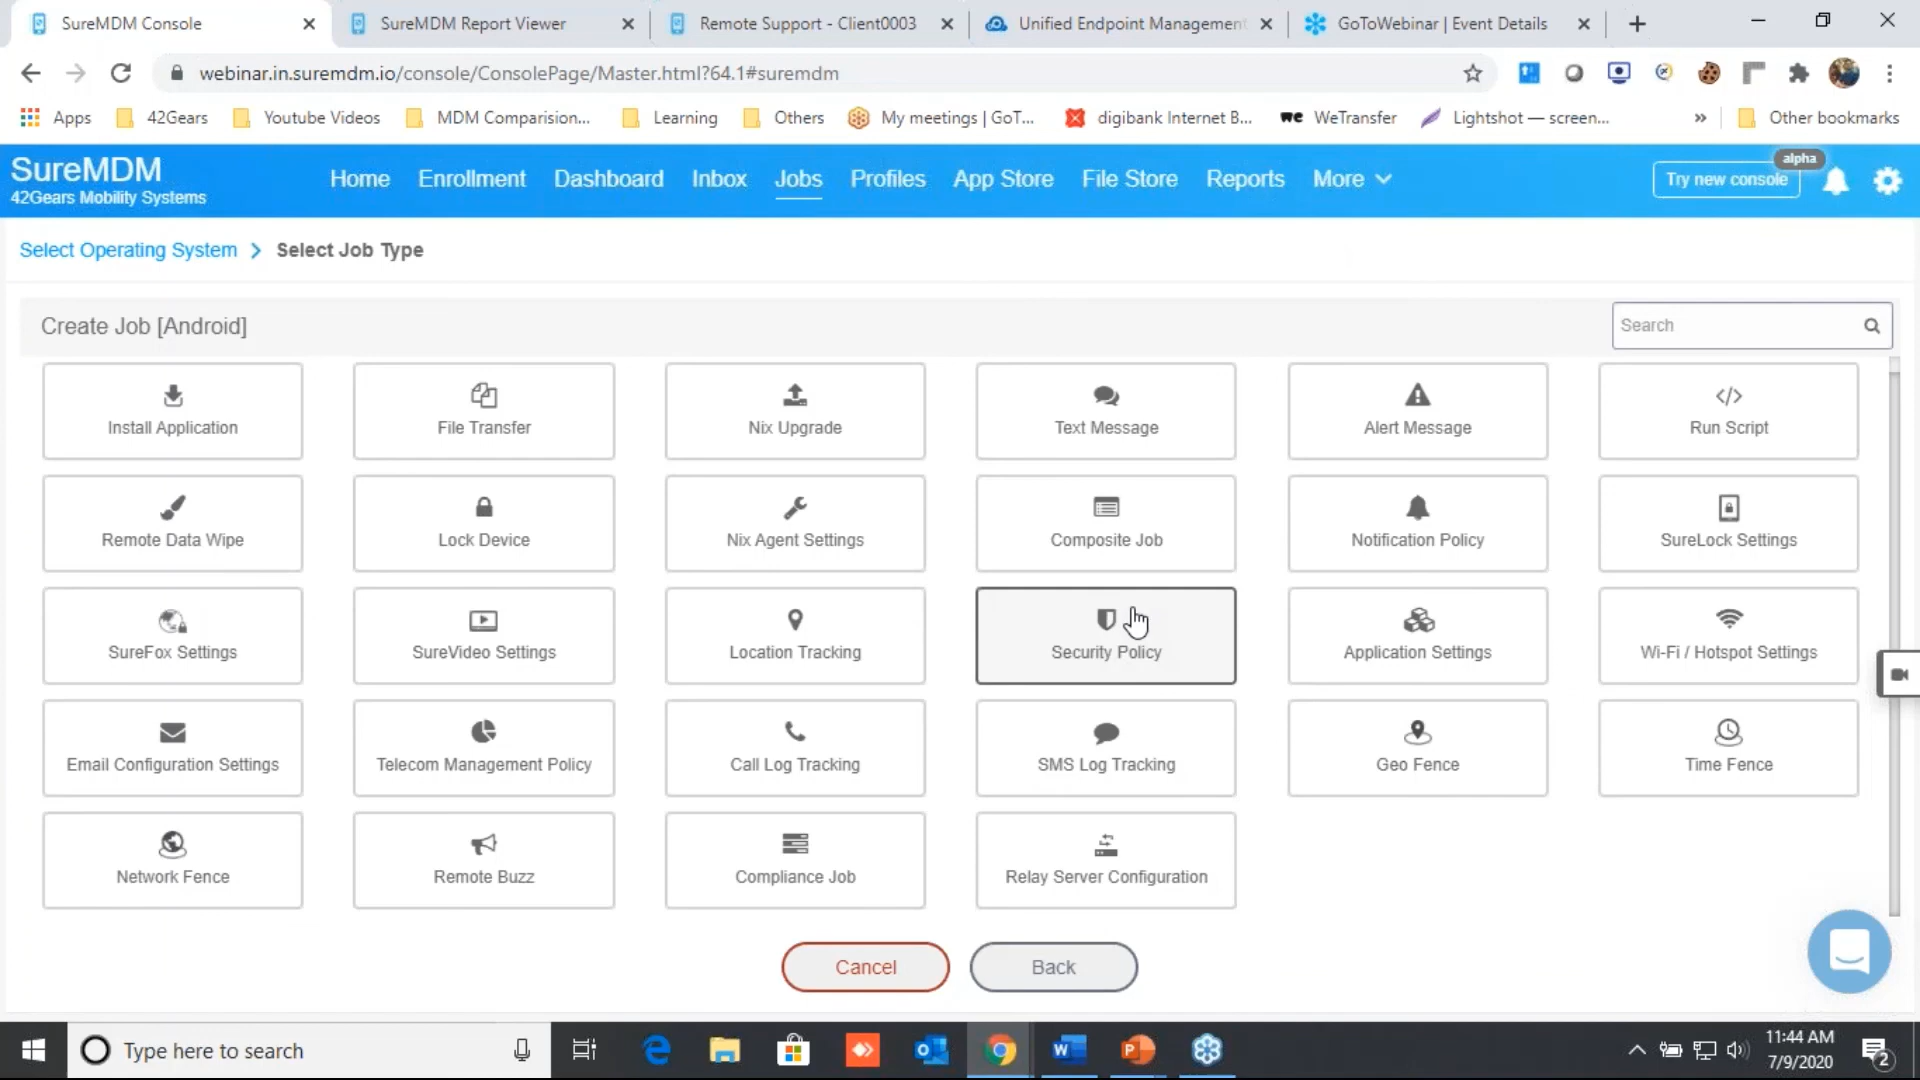 SureMDM Console
SureMDM Report Viewer
Remote Support - Client0003
Unified Endpoint Management
GoToWebinar | Event Details
webinar.in.suremdm.io/console/ConsolePage/Master.html?64.1#suremdm
Apps
42Gears
Youtube Videos
MDM Comparision...
Learning
Others
My meetings | GoT...
digibank Internet B...
we WeTransfer
Lightshot — screen...
»
Other bookmarks
SureMDM
42Gears Mobility Systems
Home
Enrollment
Dashboard
Inbox
Jobs
Profiles
App Store
File Store
Reports
More
alpha
Try new console
Select Operating System > Select Job Type
Create Job [Android]
Search
Install Application
File Transfer
Nix Upgrade
Text Message
Alert Message
Run Script
Remote Data Wipe
Lock Device
Nix Agent Settings
Composite Job
Notification Policy
SureLock Settings
SureFox Settings
SureVideo Settings
Location Tracking
Security Policy
Application Settings
Wi-Fi / Hotspot Settings
Email Configuration Settings
Telecom Management Policy
Call Log Tracking
SMS Log Tracking
Geo Fence
Time Fence
Network Fence
Remote Buzz
Compliance Job
Relay Server Configuration
Cancel
Back
Type here to search
11:44 AM
7/9/2020
2